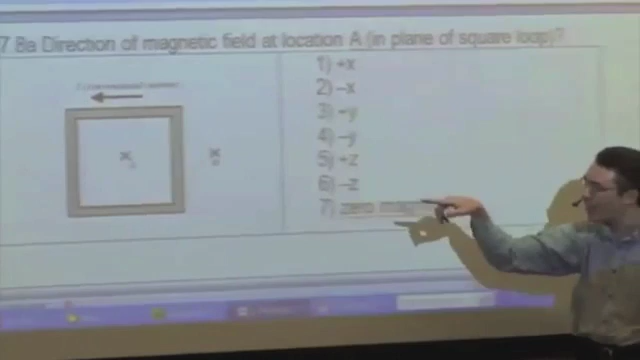 7 8a Direction of magnetic field at location A (in plane of square loop)?
1) +x
2) –x
3) +y
4) –y
5) +z
6) –z
7) zero
x
x